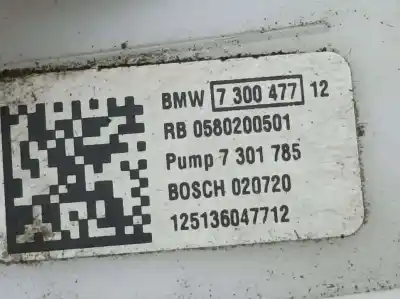 BMW 7 300 477 12
RB 0580200501
Pump 7 301 785
BOSCH 020720
125136047712